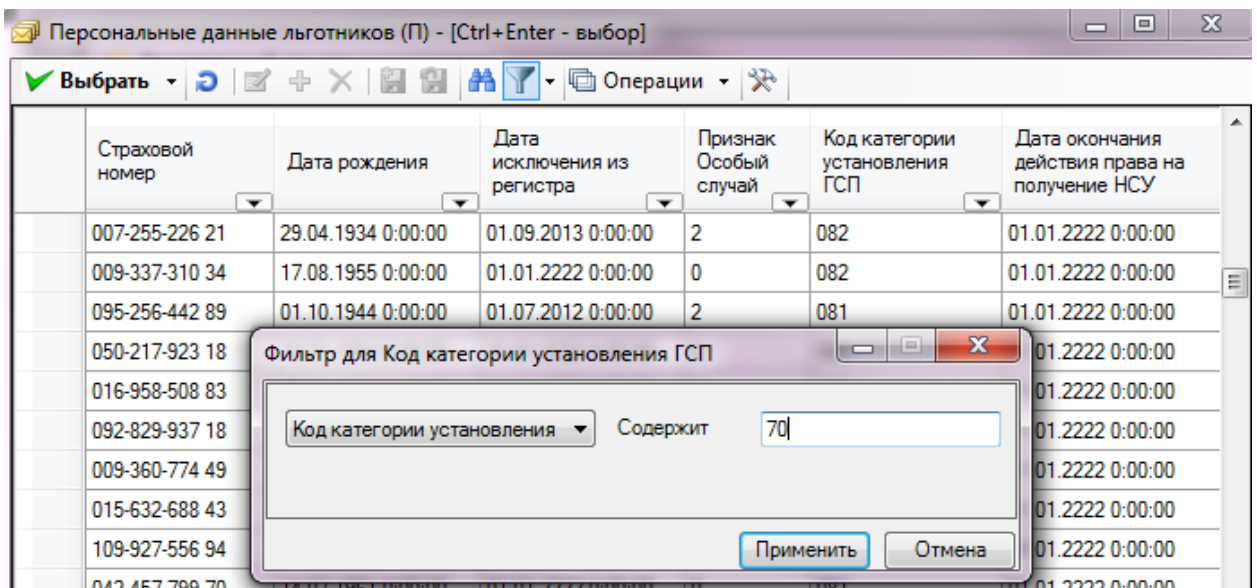 Персональные данные льготников (П) - [Ctrl+Enter - выбор]
Выбрать Операции
Страховой номер Дата рождения Дата исключения из регистра Признак Особый случай Код категории установления ГСП Дата окончания действия права на получение НСУ
007-255-226 21 29.04.1934 0:00:00 01.09.2013 0:00:00 2 082 01.01.2222 0:00:00
009-337-310 34 17.08.1955 0:00:00 01.01.2222 0:00:00 0 082 01.01.2222 0:00:00
095-256-442 89 01.10.1944 0:00:00 01.07.2012 0:00:00 2 081 01.01.2222 0:00:00
050-217-923 18 01.2222 0:00:00
Фильтр для Код категории установления ГСП
016-958-508 83 01.2222 0:00:00
092-829-937 18 01.2222 0:00:00
Код категории установления Содержит 70
009-360-774 49 01.2222 0:00:00
015-632-688 43 01.2222 0:00:00
109-927-556 94 01.2222 0:00:00
Применить Отмена
042-457-799 70